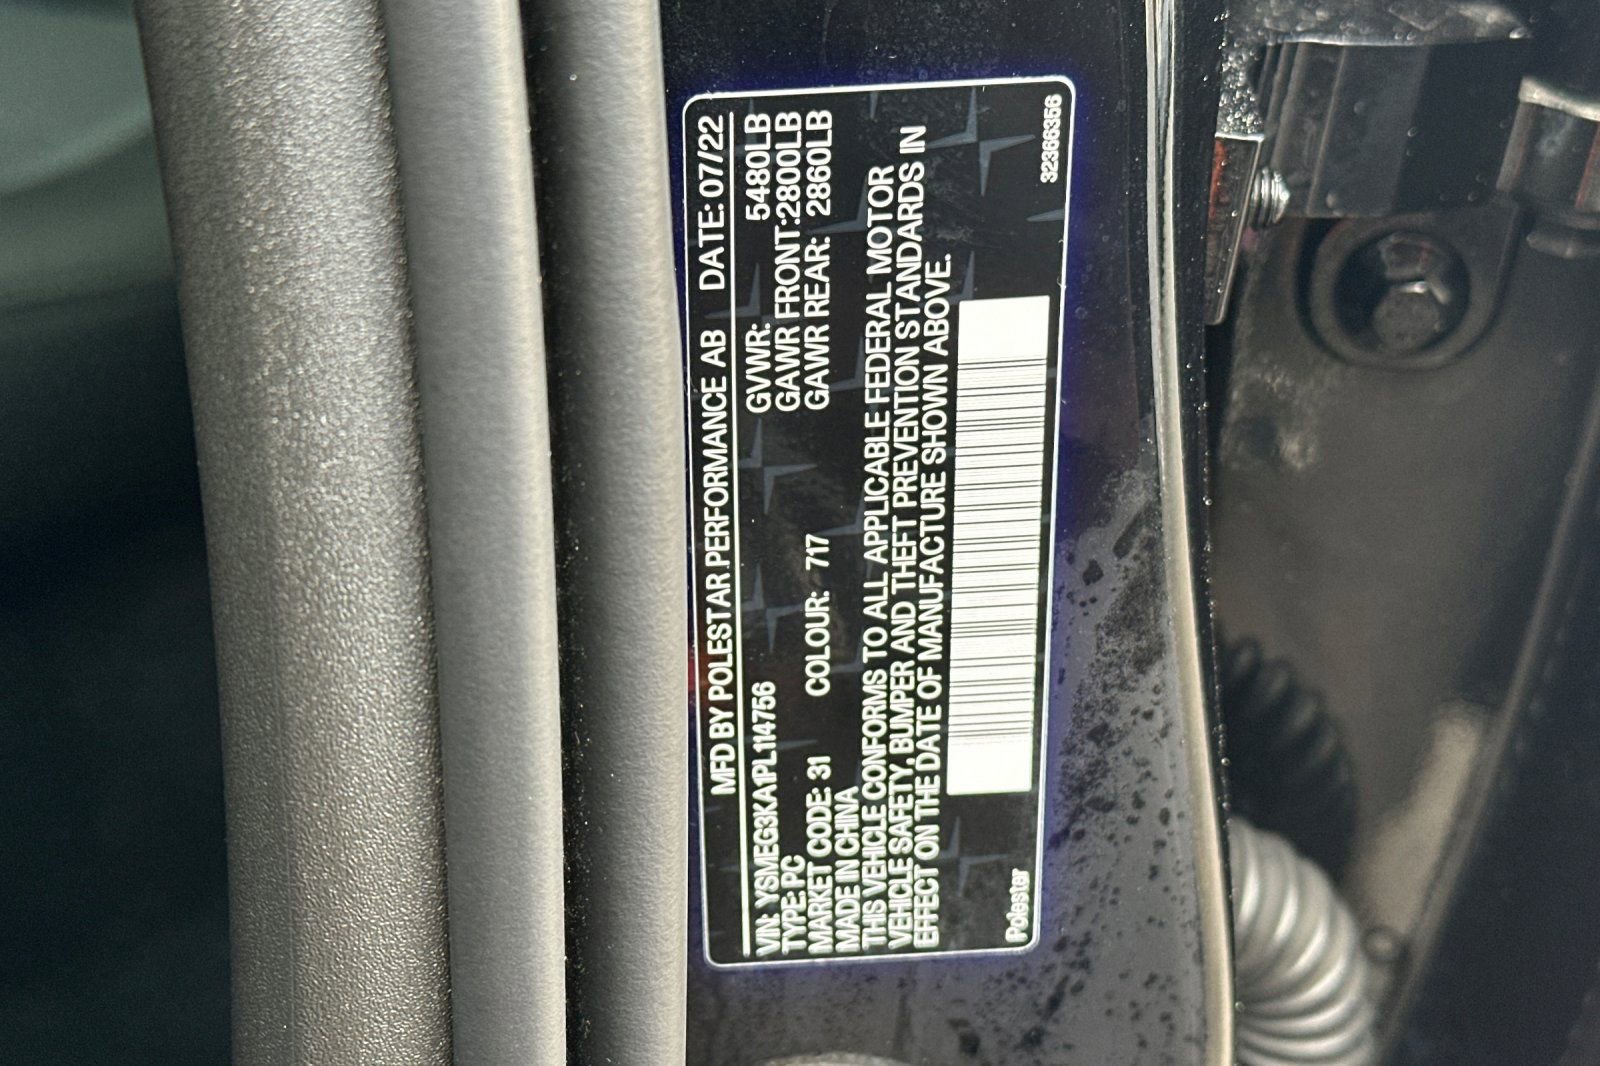 MFD BY POLESTAR PERFORMANCE AB DATE: 07/22
VIN: YSMEG3KA1PL114756 GVWR: 5480LB
TYPE: PC GAWR FRONT:2800LB
MARKET CODE: 31 COLOUR: 717 GAWR REAR: 2860LB
MADE IN CHINA
THIS VEHICLE CONFORMS TO ALL APPLICABLE FEDERAL MOTOR
VEHICLE SAFETY, BUMPER AND THEFT PREVENTION STANDARDS IN
EFFECT ON THE DATE OF MANUFACTURE SHOWN ABOVE.
Polestar 32366356